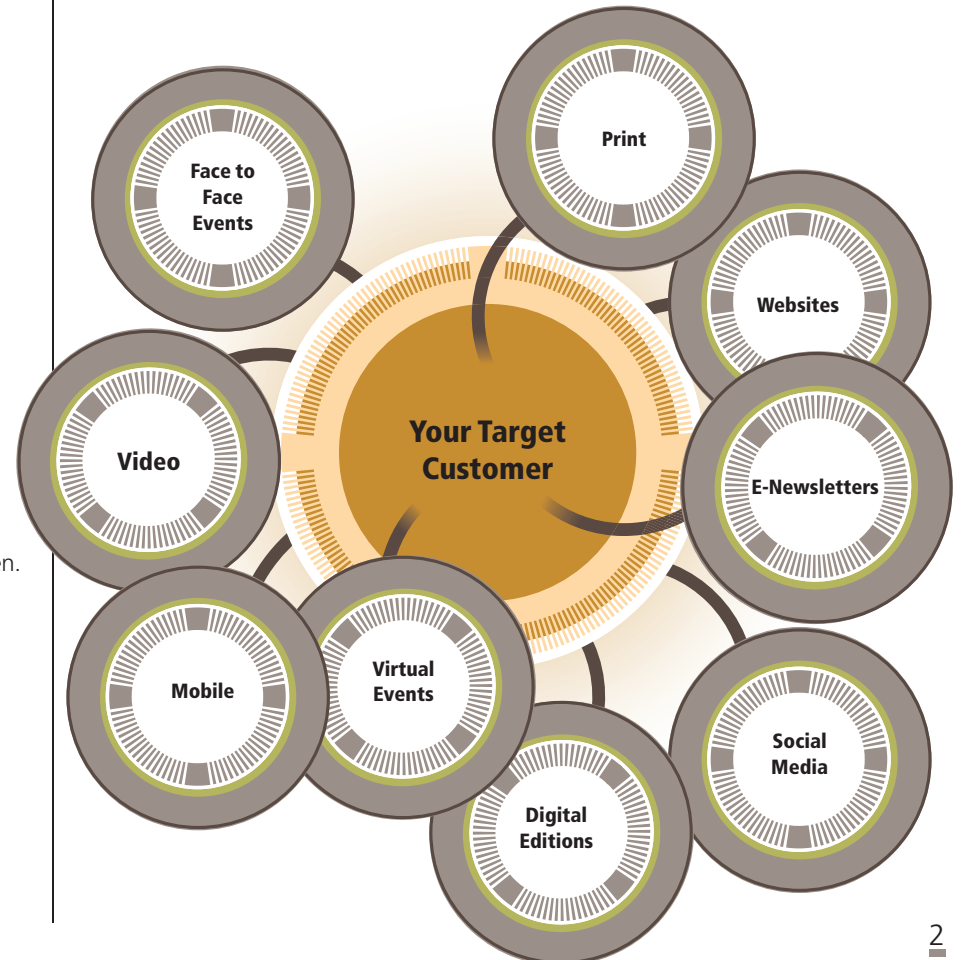 Print
Face to
Face
Events
Websites
Your Target
Customer
Video
E-Newsletters
en.
Virtual
Events
Mobile
Social
Media
Digital
Editions
2